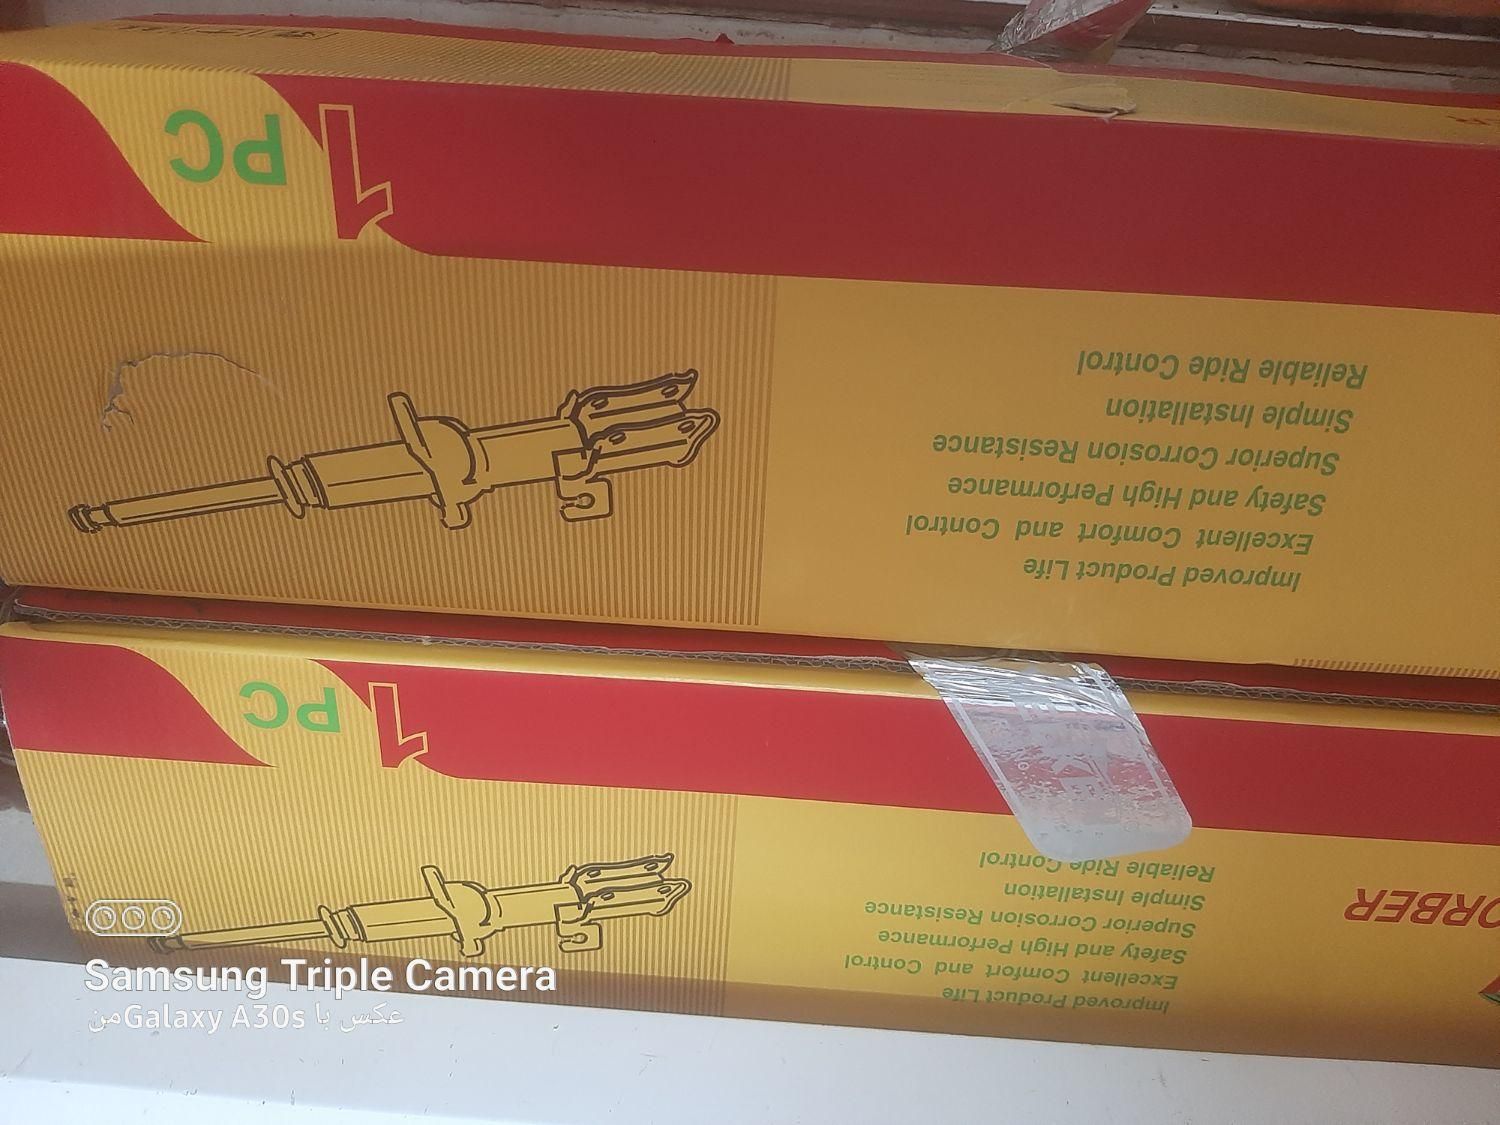 1 PC
Improved Product Life
Excellent Comfort and Control
Safety and High Performance
Superior Corrosion Resistance
Simple Installation
Reliable Ride Control
1 PC
ORBER
Improved Product Life
Excellent Comfort and Control
Safety and High Performance
Superior Corrosion Resistance
Simple Installation
Reliable Ride Control
Samsung Triple Camera
عکس با Galaxy A30s من